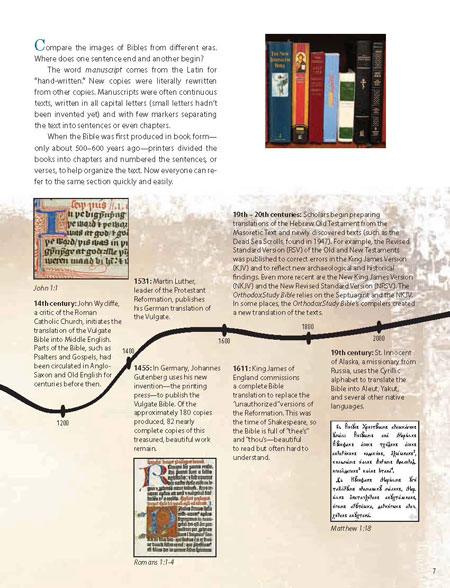 Compare the images of Bibles from different eras.
Where does one sentence end and another begin?
The word manuscript comes from the Latin for
"hand-written." New copies were literally rewritten
from other copies. Manuscripts were often continuous
texts, written in all capital letters (small letters hadn't
been invented yet) and with few markers separating
the text into sentences or even chapters.
When the Bible was first produced in book form—
only about 500–600 years ago—printers divided the
books into chapters and numbered the sentences, or
verses, to help organize the text. Now everyone can re-
fer to the same section quickly and easily.
John 1:1
14th century: John Wycliffe,
a critic of the Roman
Catholic Church, initiates the
translation of the Vulgate
Bible into Middle English.
Parts of the Bible, such as
Psalters and Gospels, had
been circulated in Anglo-
Saxon and Old English for
centuries before then.
1531: Martin Luther,
leader of the Protestant
Reformation, publishes
his German translation of
the Vulgate.
19th – 20th centuries: Scholars begin preparing
translations of the Hebrew Old Testament from the
Masoretic Text and newly discovered texts (such as the
Dead Sea Scrolls, found in 1947). For example, the Revised
Standard Version (RSV) of the Old and New Testaments
was published to correct errors in the King James Version
(KJV) and to reflect new archaeological and historical
findings. Even more recent are the New King James Version
(NKJV) and the New Revised Standard Version (NRSV). The
Orthodox Study Bible relies on the Septuagint and the NKJV.
In some places, the Orthodox Study Bible's compilers created
a new translation of the texts.
1200
1400
1600
1800
2000
1455: In Germany, Johannes
Gutenberg uses his new
invention—the printing
press—to publish the
Vulgate Bible. Of the
approximately 180 copies
produced, 82 nearly
complete copies of this
treasured, beautiful work
remain.
Romans 1:1-4
1611: King James of
England commissions
a complete Bible
translation to replace the
"unauthorized" versions of
the Reformation. This was
the time of Shakespeare, so
the Bible is full of "thee's"
and "thou's—beautiful
to read but often hard to
understand.
19th century: St. Innocent
of Alaska, a missionary from
Russia, uses the Cyrillic
alphabet to translate the
Bible into Aleut, Yakut,
and several other native
languages.
Matthew 1:18
7